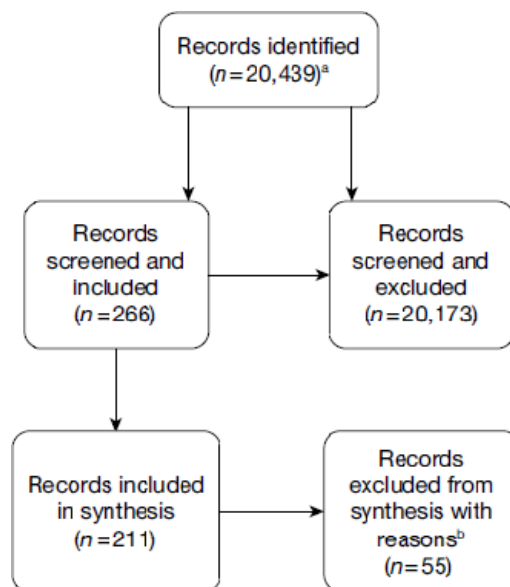 Records identified
(n=20,439)ᵃ
Records
screened and
included
(n=266)
Records
screened and
excluded
(n=20,173)
Records included
in synthesis
(n=211)
Records
excluded from
synthesis with
reasonsᵇ
(n=55)